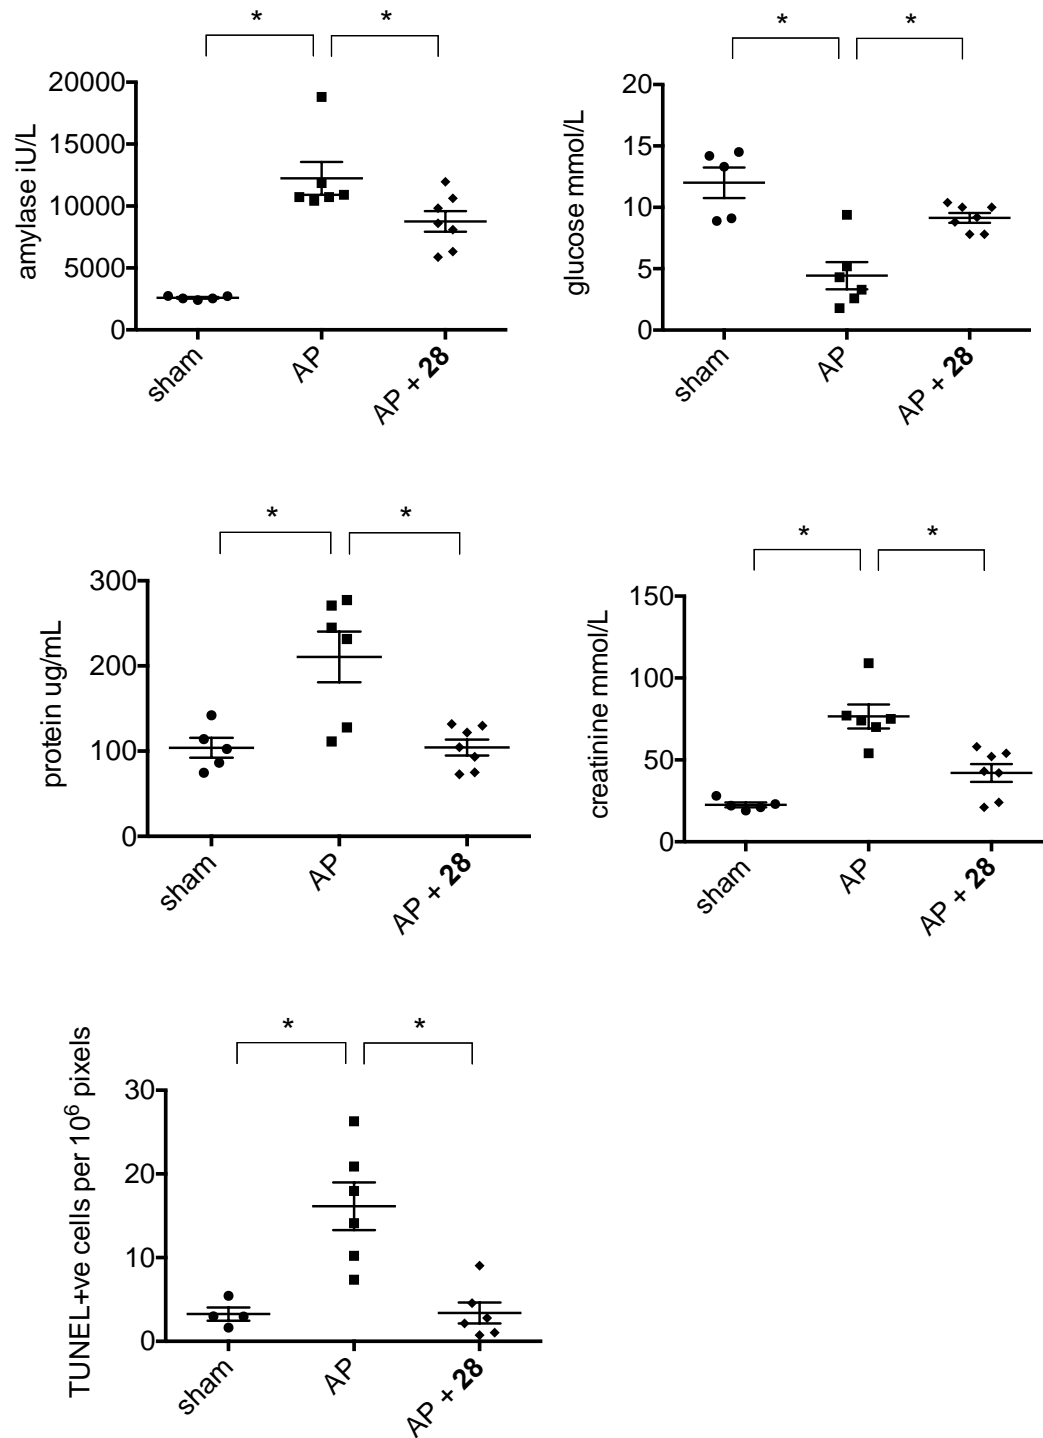 * *
20000
15000
10000
5000
0
amylase iU/L
sham
AP
AP + 28
* *
20
15
10
5
0
glucose mmol/L
sham
AP
AP + 28
* *
300
200
100
0
protein ug/mL
sham
AP
AP + 28
* *
150
100
50
0
creatinine mmol/L
sham
AP
AP + 28
* *
30
20
10
0
TUNEL+ve cells per 10⁶ pixels
sham
AP
AP + 28